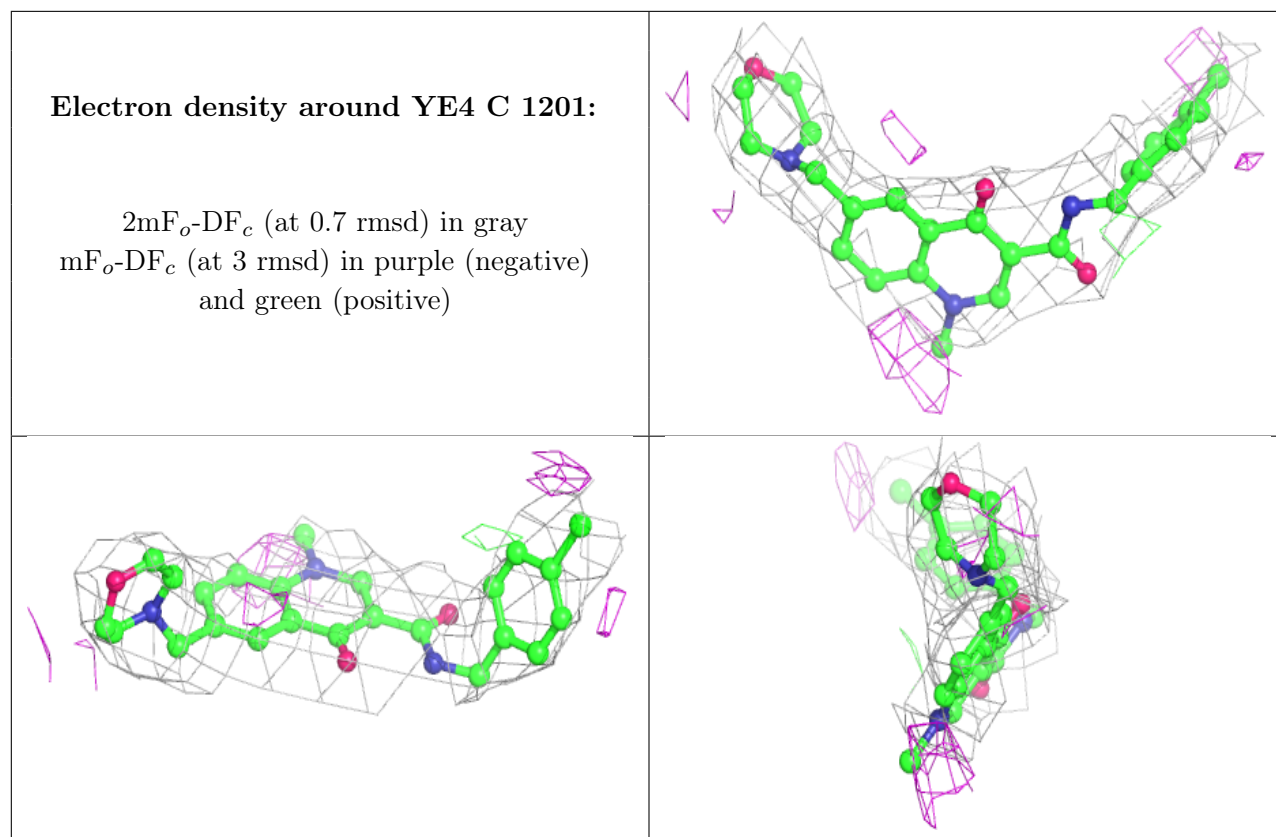 Electron density around YE4 C 1201:
2mFo-DFc (at 0.7 rmsd) in gray
mFo-DFc (at 3 rmsd) in purple (negative)
and green (positive)